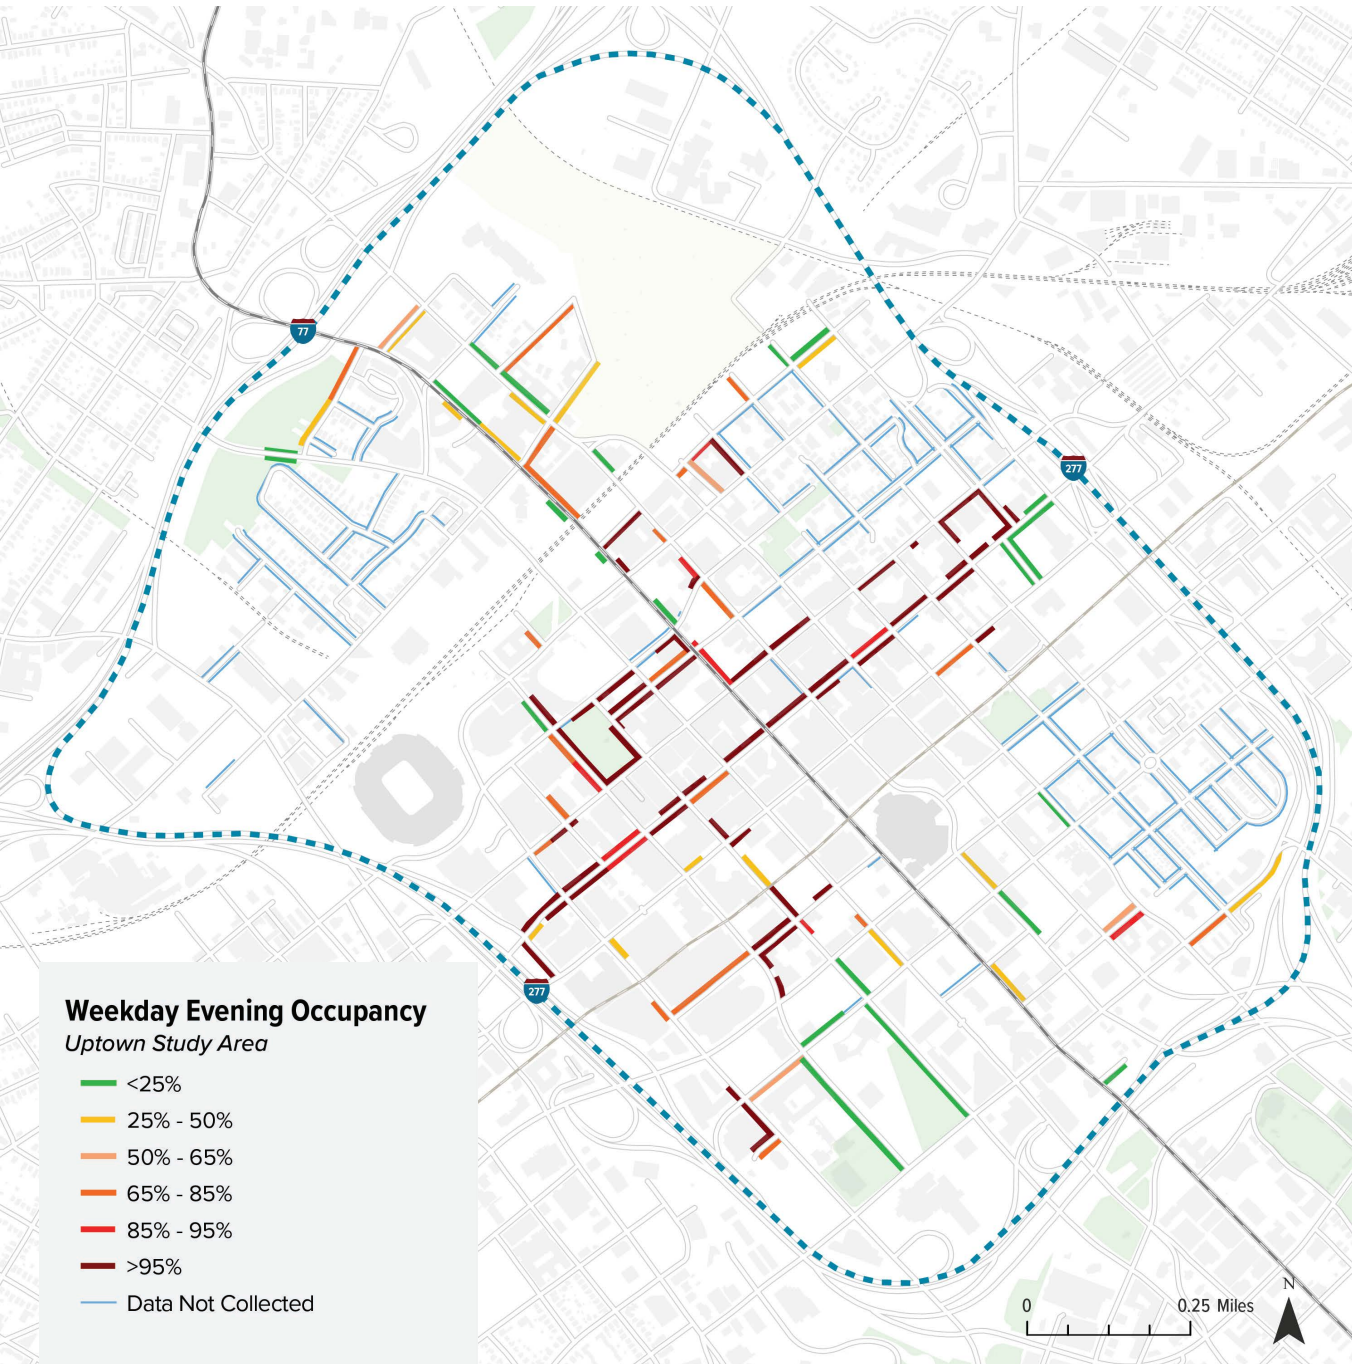 77
277
277
Weekday Evening Occupancy
Uptown Study Area
<25%
25% - 50%
50% - 65%
65% - 85%
85% - 95%
>95%
Data Not Collected
N
0 0.25 Miles